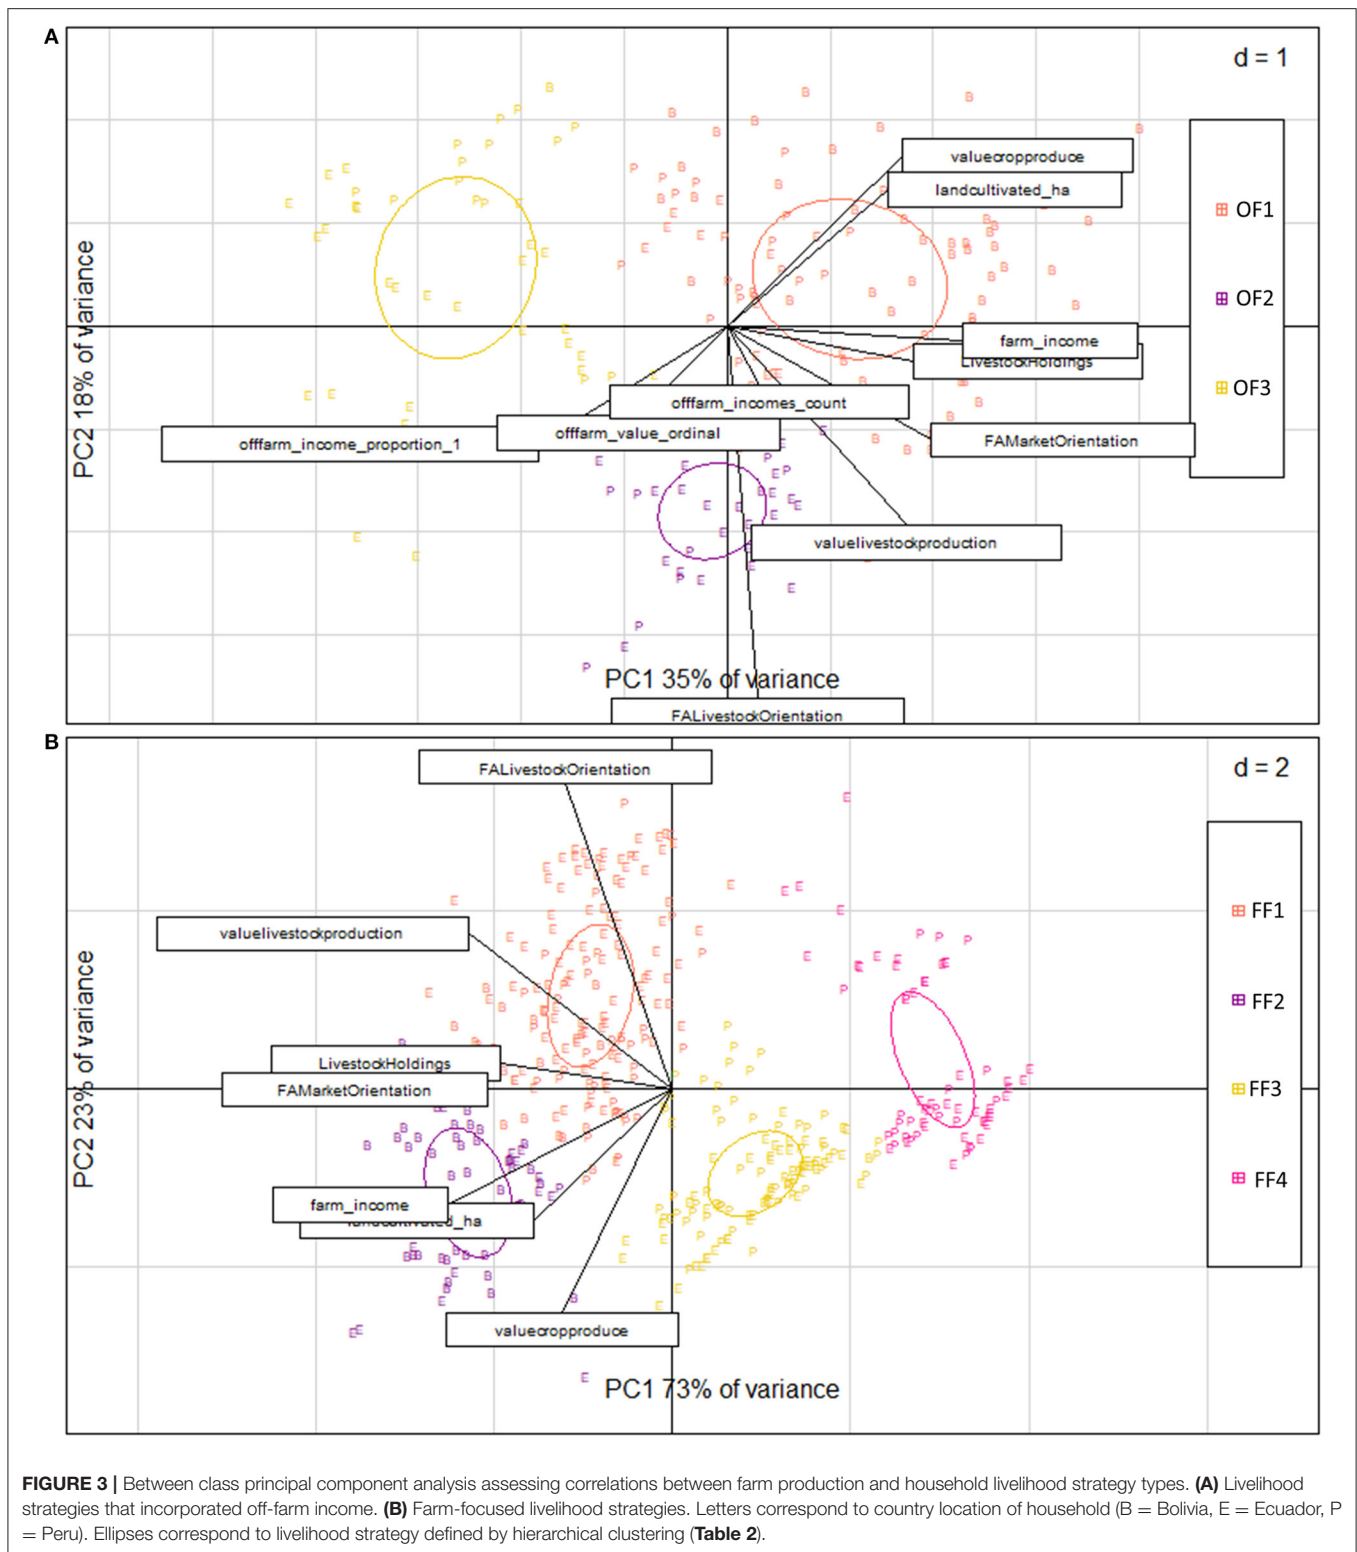 A
d = 1
valuecropproduce
landcultivated_ha
OF1
OF2
OF3
farm_income
LivestockHoldings
offfarm_incomes_count
offfarm_value_ordinal
offfarm_income_proportion_1
FAMarketOrientation
valuelivestockproduction
PC2 18% of variance
PC1 35% of variance
FALivestockOrientation
B
d = 2
FALivestockOrientation
valuelivestockproduction
FF1
FF2
FF3
FF4
LivestockHoldings
FAMarketOrientation
farm_income
landcultivated_ha
valuecropproduce
PC2 23% of variance
PC1 73% of variance
FIGURE 3 | Between class principal component analysis assessing correlations between farm production and household livelihood strategy types. (A) Livelihood
strategies that incorporated off-farm income. (B) Farm-focused livelihood strategies. Letters correspond to country location of household (B = Bolivia, E = Ecuador, P
= Peru). Ellipses correspond to livelihood strategy defined by hierarchical clustering (Table 2).